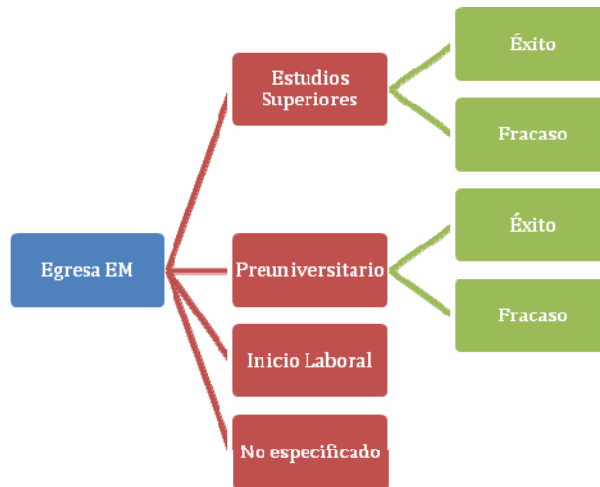 Egresa EM
Estudios
Superiores
Éxito
Fracaso
Preuniversitario
Éxito
Fracaso
Inicio Laboral
No especificado